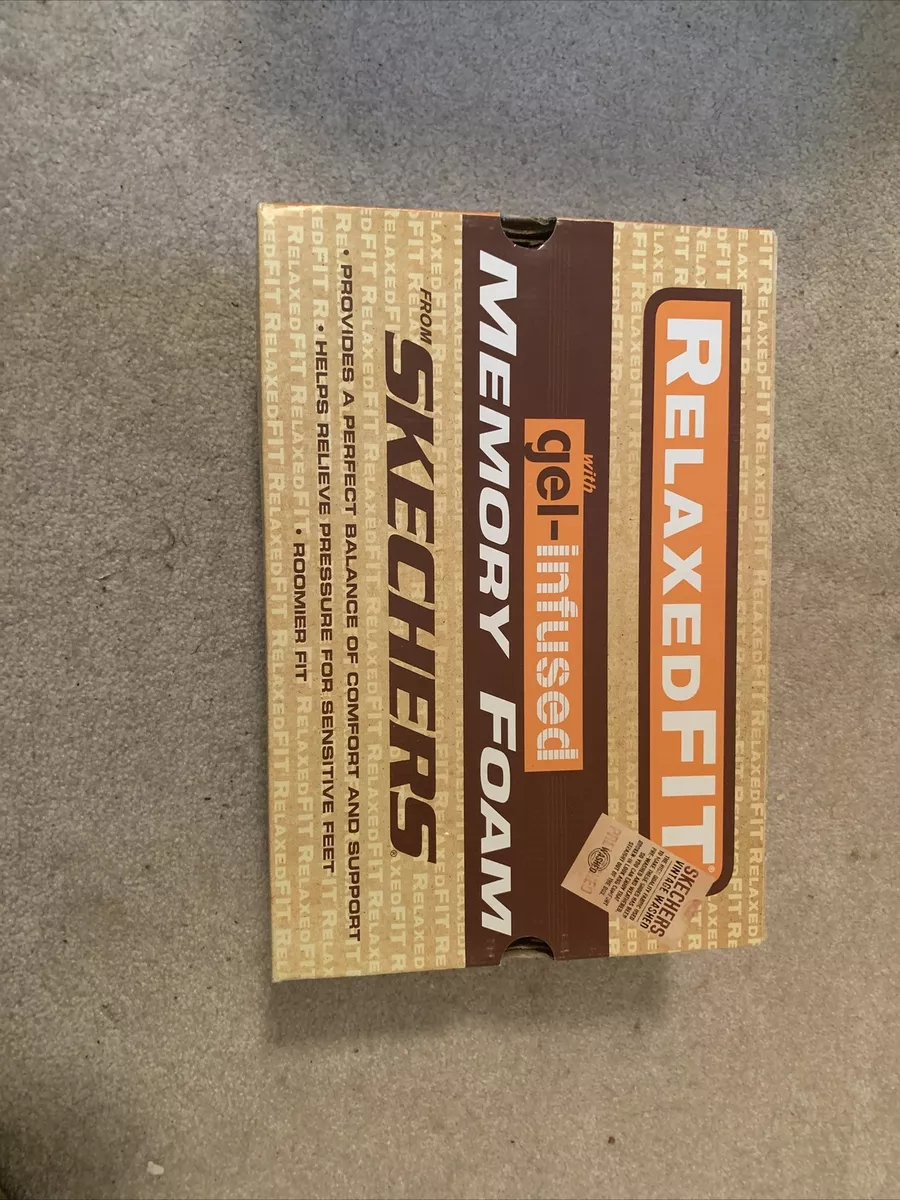 RELAXEDFIT®
with
gel-infused
MEMORY FOAM
FROM SKECHERS®
• PROVIDES A PERFECT BALANCE OF COMFORT AND SUPPORT
• HELPS RELIEVE PRESSURE FOR SENSITIVE FEET
• ROOMIER FIT
SKECHERS
VINTAGE WASHED
WASHED